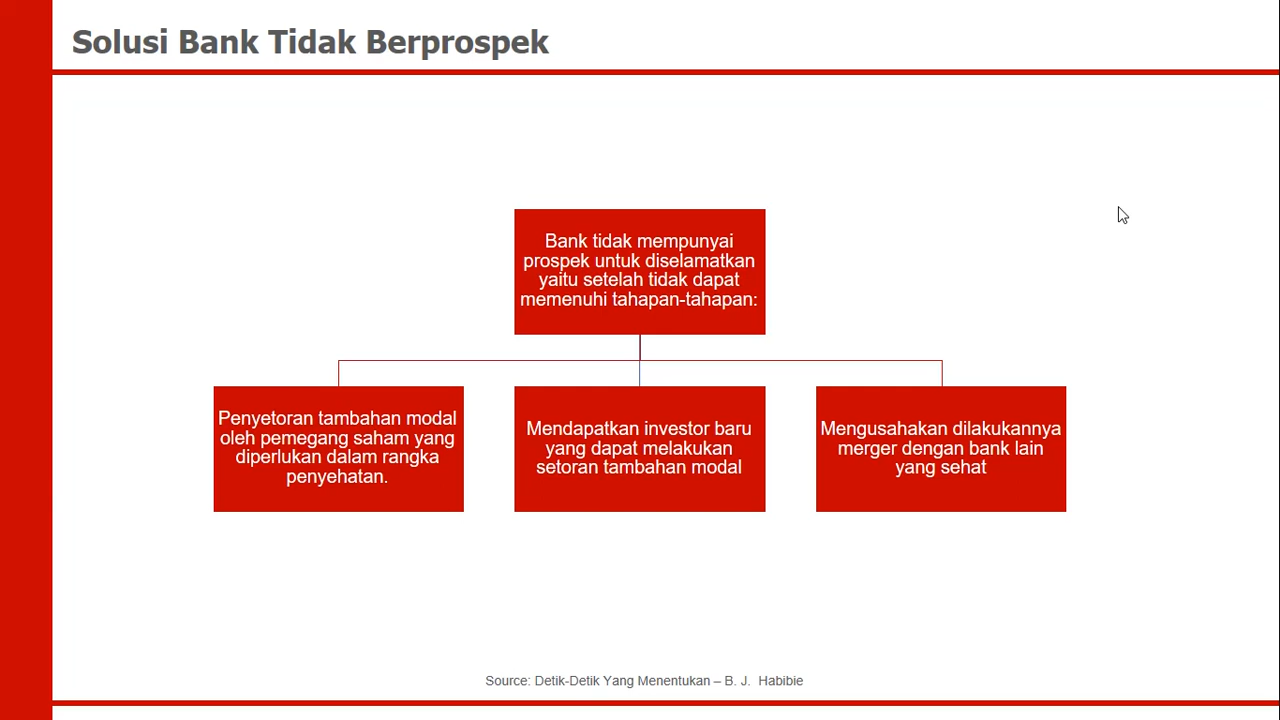 Solusi Bank Tidak Berprospek
Bank tidak mempunyai
prospek untuk diselamatkan
yaitu setelah tidak dapat
memenuhi tahapan-tahapan:
Penyetoran tambahan modal
oleh pemegang saham yang
diperlukan dalam rangka
penyehatan.
Mendapatkan investor baru
yang dapat melakukan
setoran tambahan modal
Mengusahakan dilakukannya
merger dengan bank lain
yang sehat
Source: Detik-Detik Yang Menentukan – B. J.  Habibie